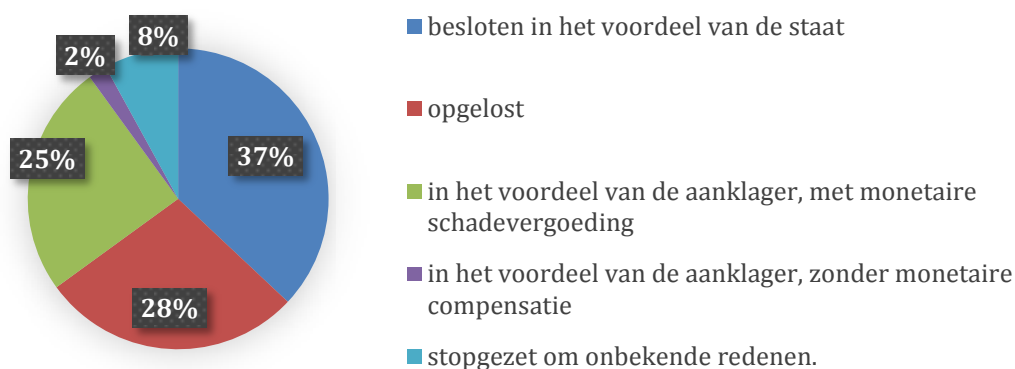 8%
2%
25%
37%
28%
besloten in het voordeel van de staat
opgelost
in het voordeel van de aanklager, met monetaire
schadevergoeding
in het voordeel van de aanklager, zonder monetaire
compensatie
stopgezet om onbekende redenen.